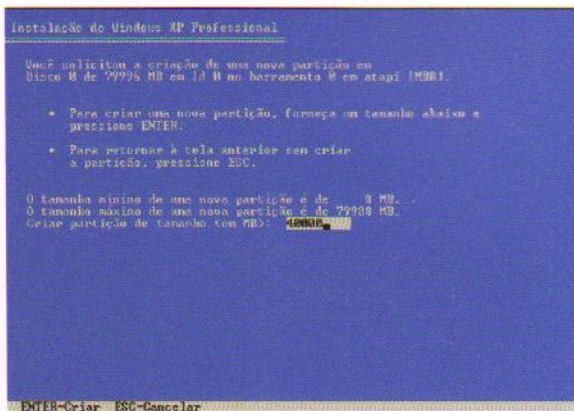 Instalação do Windows XP Professional
Você solicitou a criação de uma nova partição em
Disco 0 de 79996 MB em Id 0 no barramento 0 em atapi [MBR].
• Para criar uma nova partição, forneça um tamanho abaixo e
pressione ENTER.
• Para retornar à tela anterior sem criar
a partição, pressione ESC.
O tamanho mínimo de uma nova partição é de 8 MB.
O tamanho máximo de uma nova partição é de 79988 MB.
Criar partição de tamanho (em MB): 40000
ENTER=Criar ESC=Cancelar